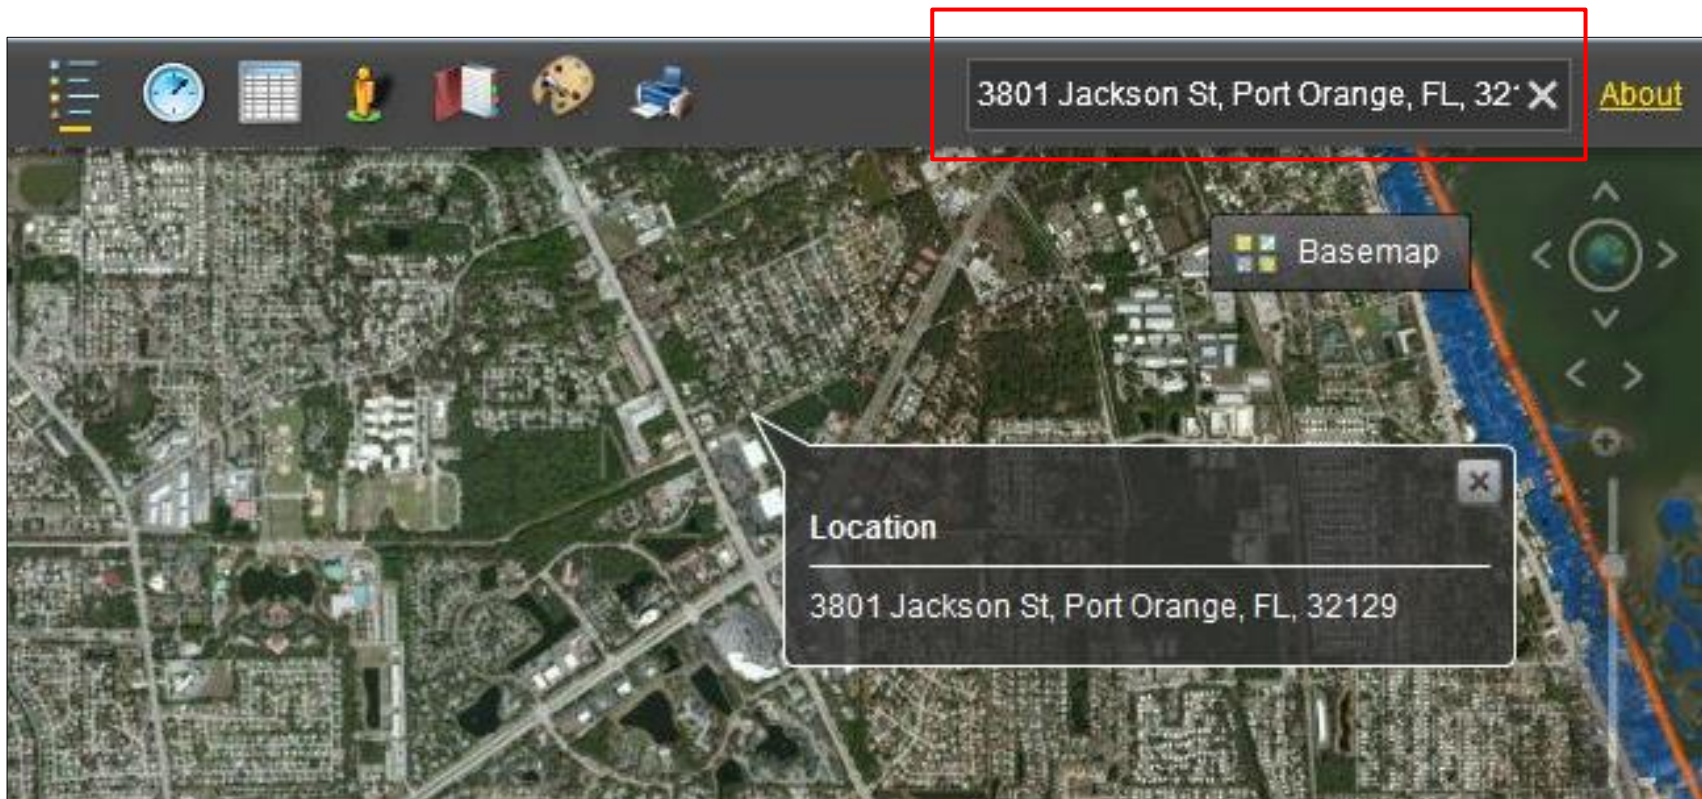 3801 Jackson St, Port Orange, FL, 32
About
Basemap
Location
3801 Jackson St, Port Orange, FL, 32129